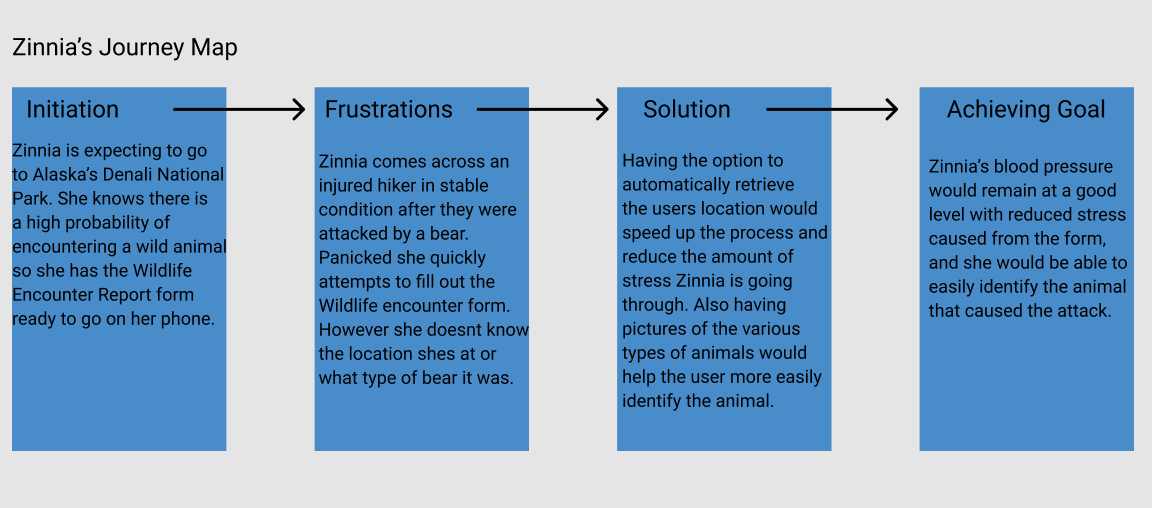 Zinnia’s Journey Map
Initiation
Zinnia is expecting to go
to Alaska’s Denali National
Park. She knows there is
a high probability of
encountering a wild animal
so she has the Wildlife
Encounter Report form
ready to go on her phone.
Frustrations
Zinnia comes across an
injured hiker in stable
condition after they were
attacked by a bear.
Panicked she quickly
attempts to fill out the
Wildlife encounter form.
However she doesnt know
the location shes at or
what type of bear it was.
Solution
Having the option to
automatically retrieve
the users location would
speed up the process and
reduce the amount of
stress Zinnia is going
through. Also having
pictures of the various
types of animals would
help the user more easily
identify the animal.
Achieving Goal
Zinnia’s blood pressure
would remain at a good
level with reduced stress
caused from the form,
and she would be able to
easily identify the animal
that caused the attack.